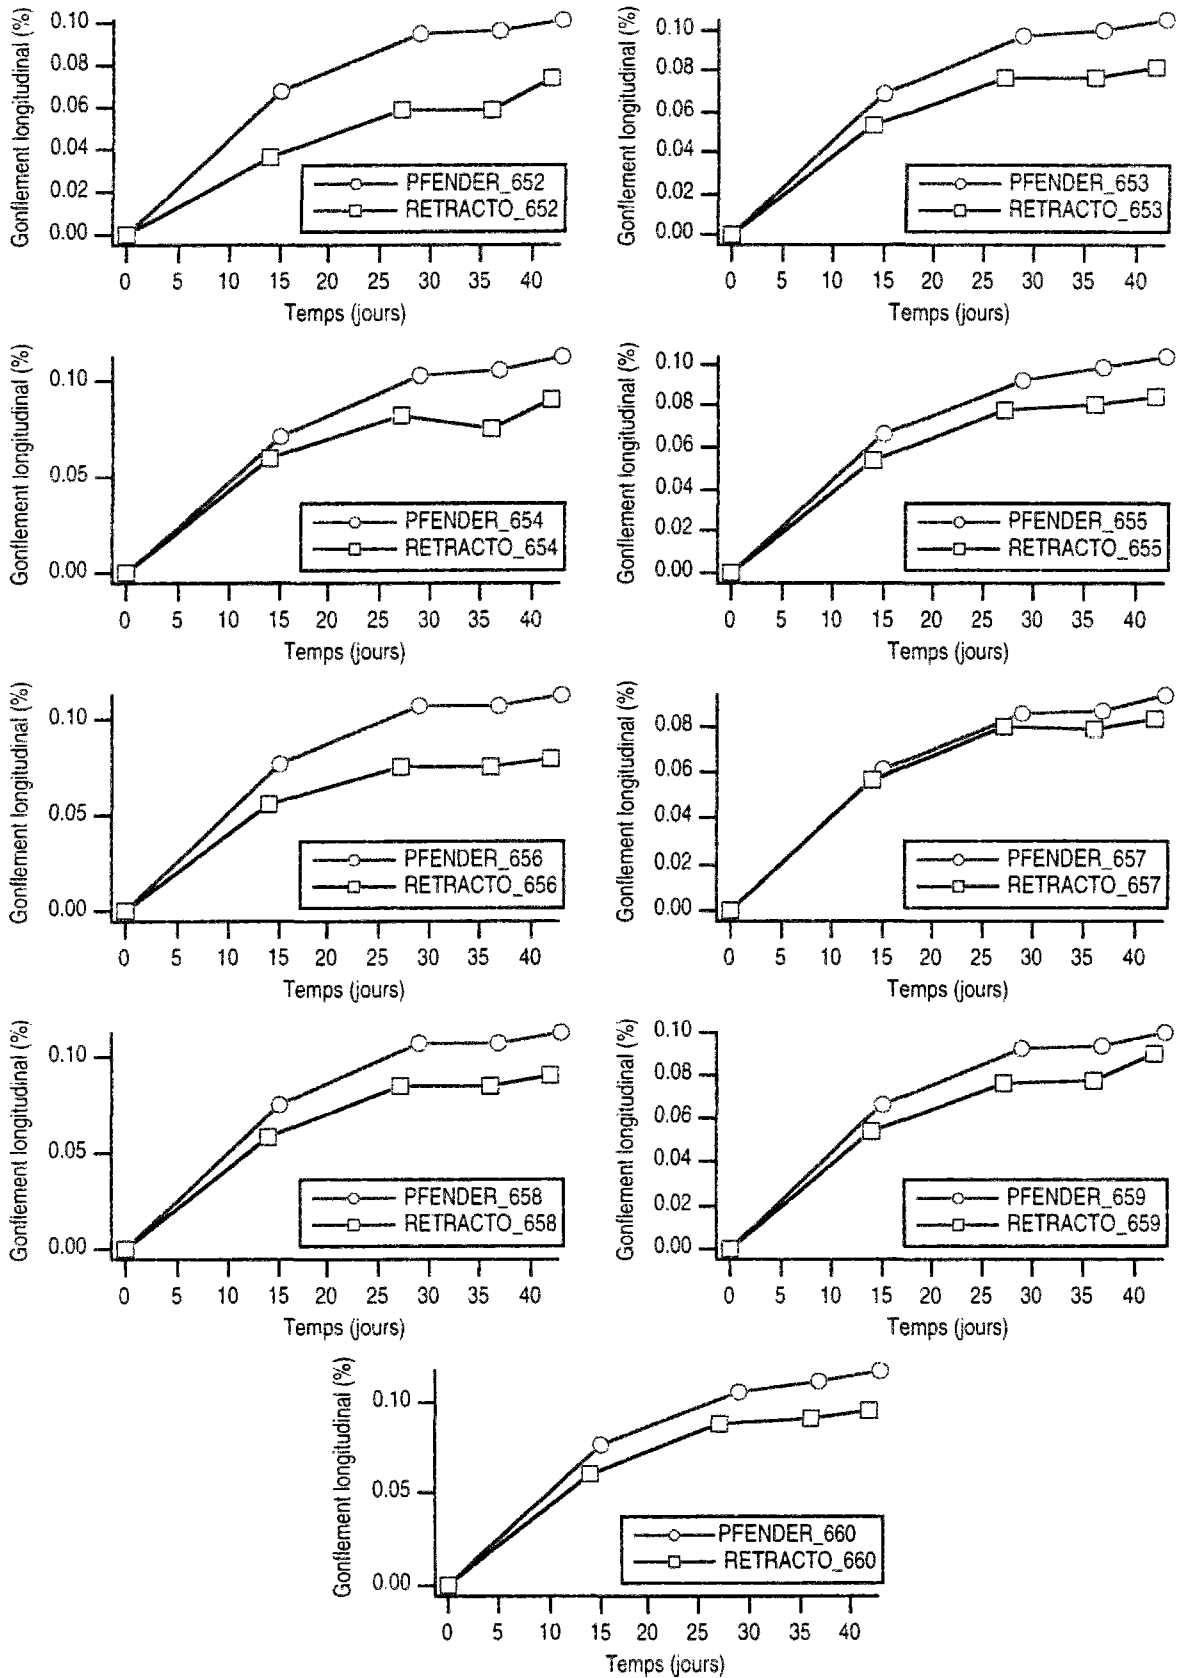 Gonflement longitudinal (%)
0.10
0.08
0.06
0.04
0.02
0.00
PFENDER_652
RETRACTO_652
0 5 10 15 20 25 30 35 40
Temps (jours)
Gonflement longitudinal (%)
0.10
0.08
0.06
0.04
0.02
0.00
PFENDER_653
RETRACTO_653
0 5 10 15 20 25 30 35 40
Temps (jours)
Gonflement longitudinal (%)
0.10
0.05
0.00
PFENDER_654
RETRACTO_654
0 5 10 15 20 25 30 35 40
Temps (jours)
Gonflement longitudinal (%)
0.10
0.08
0.06
0.04
0.02
0.00
PFENDER_655
RETRACTO_655
0 5 10 15 20 25 30 35 40
Temps (jours)
Gonflement longitudinal (%)
0.10
0.05
0.00
PFENDER_656
RETRACTO_656
0 5 10 15 20 25 30 35 40
Temps (jours)
Gonflement longitudinal (%)
0.08
0.06
0.04
0.02
0.00
PFENDER_657
RETRACTO_657
0 5 10 15 20 25 30 35 40
Temps (jours)
Gonflement longitudinal (%)
0.10
0.05
0.00
PFENDER_658
RETRACTO_658
0 5 10 15 20 25 30 35 40
Temps (jours)
Gonflement longitudinal (%)
0.10
0.08
0.06
0.04
0.02
0.00
PFENDER_659
RETRACTO_659
0 5 10 15 20 25 30 35 40
Temps (jours)
Gonflement longitudinal (%)
0.10
0.05
0.00
PFENDER_660
RETRACTO_660
0 5 10 15 20 25 30 35 40
Temps (jours)